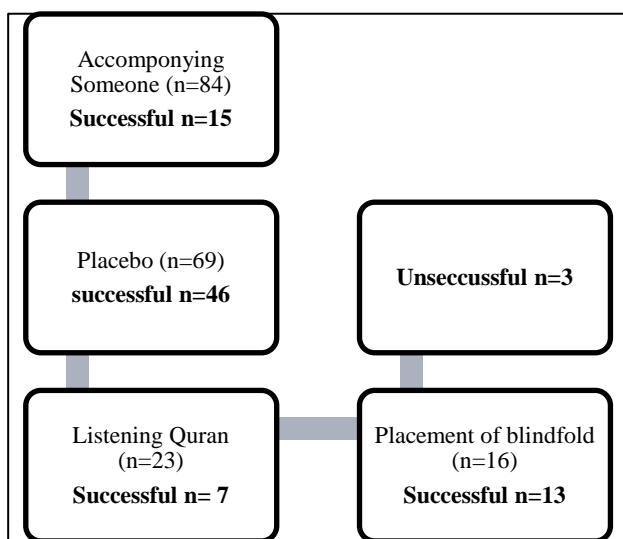 Accomponying
Someone (n=84)
Successful n=15
Placebo (n=69)
successful n=46
Listening Quran
(n=23)
Successful n= 7
Placement of blindfold
(n=16)
Successful n=13
Unseccussful n=3